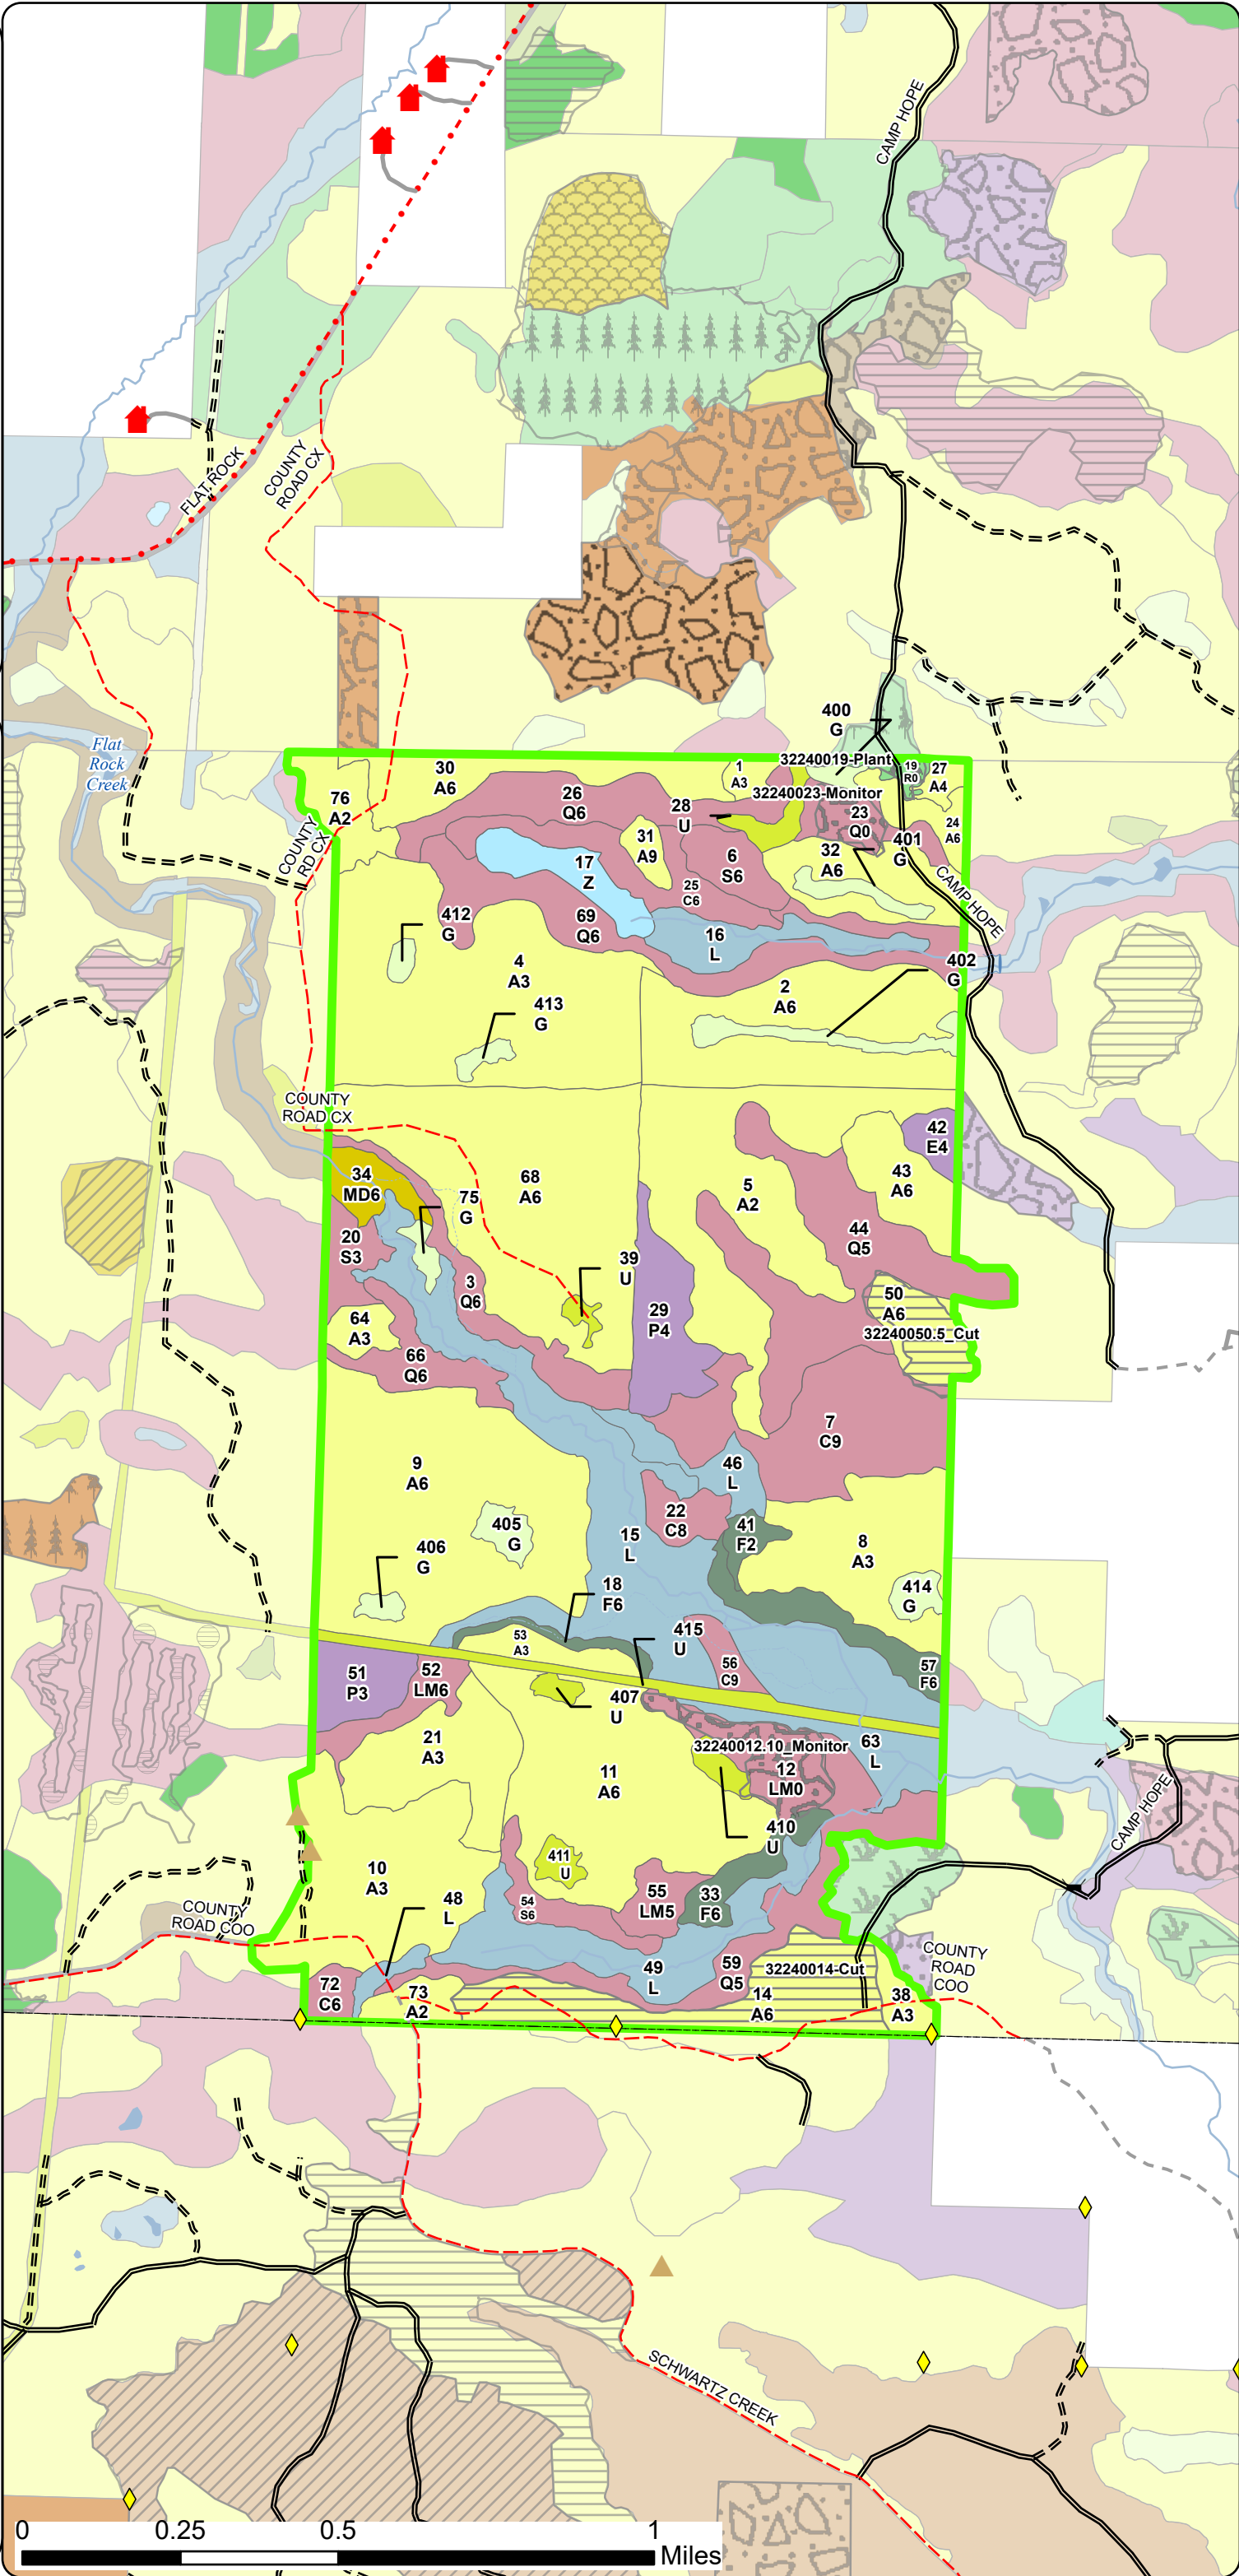 CAMP HOPE
FLAT ROCK
COUNTY
ROAD CX
Flat
Rock
Creek
400
G
32240019-Plant
19
R0
27
A4
1
A3
30
A6
76
A2
32240023-Monitor
26
Q6
28
U
23
Q0
24
A6
31
A9
401
G
COUNTY
RD CX
17
Z
6
S6
32
A6
25
C6
CAMP HOPE
412
G
69
Q6
16
L
4
A3
402
G
2
A6
413
G
COUNTY
ROAD CX
42
E4
34
MD6
68
A6
43
A6
5
A2
75
G
20
S3
44
Q5
39
U
3
Q6
50
A6
29
P4
64
A3
32240050.5_Cut
66
Q6
7
C9
9
A6
46
L
22
C8
405
G
41
F2
15
L
8
A3
406
G
18
F6
414
G
415
U
53
A3
51
P3
52
LM6
56
C9
57
F6
407
U
21
A3
32240012.10_Monitor
63
L
11
A6
12
LM0
CAMP HOPE
410
U
411
U
10
A3
48
L
54
S6
55
LM5
33
F6
COUNTY
ROAD COO
COUNTY
ROAD
COO
49
L
59
Q5
32240014-Cut
72
C6
73
A2
14
A6
38
A3
SCHWARTZ CREEK
0 0.25 0.5 1
Miles